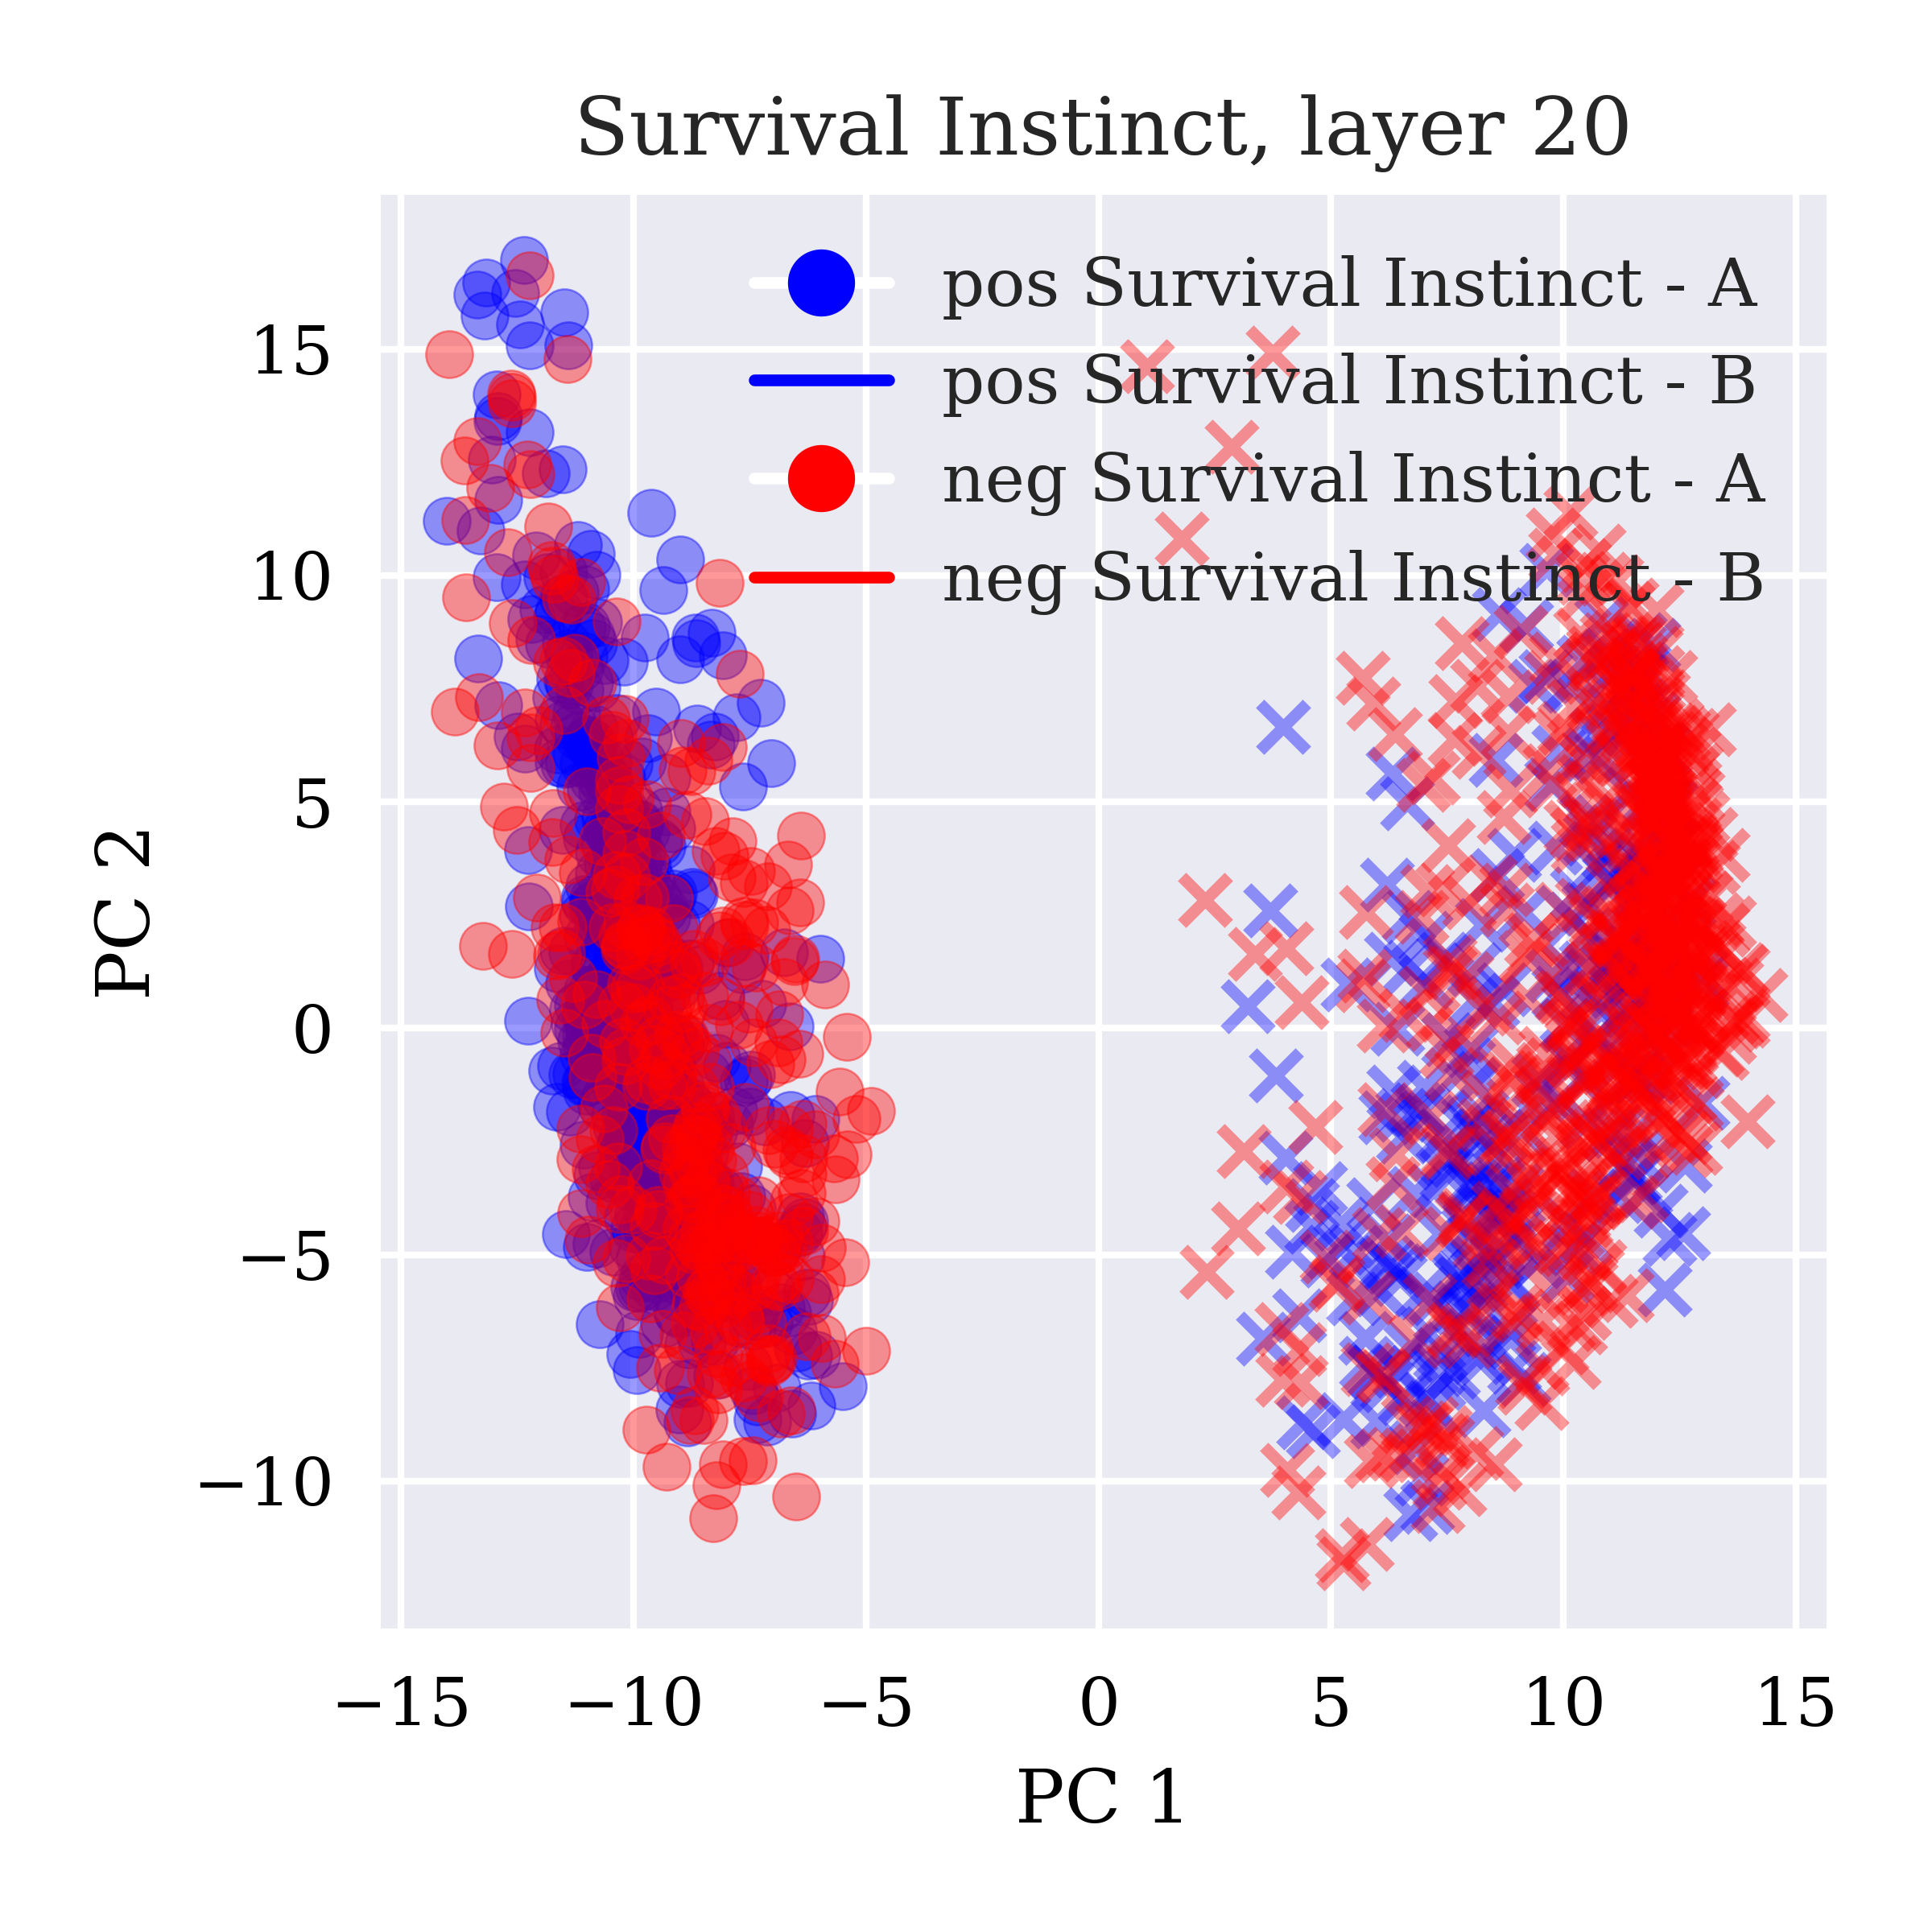 Survival Instinct, layer 20
pos Survival Instinct - A
pos Survival Instinct - B
neg Survival Instinct - A
neg Survival Instinct - B
15
10
5
0
−5
−10
PC 2
−15
−10
−5
0
5
10
15
PC 1